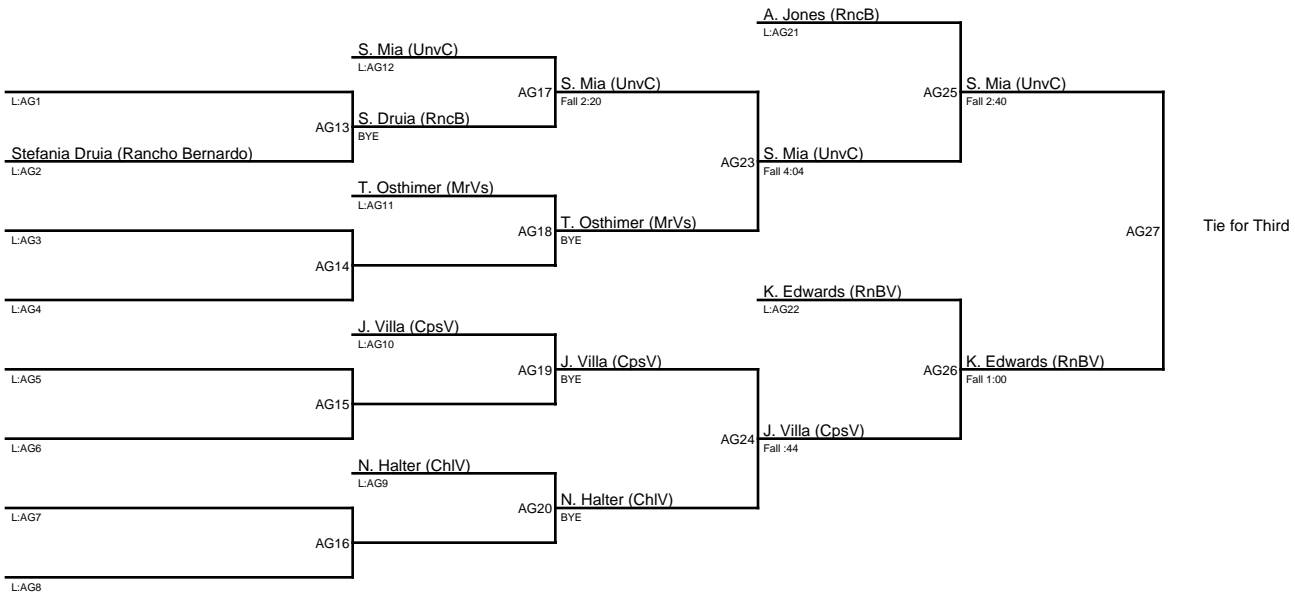 A. Jones (RncB)
L:AG21
S. Mia (UnvC)
L:AG12
AG17
S. Mia (UnvC)
Fall 2:20
AG25
S. Mia (UnvC)
Fall 2:40
L:AG1
AG13
S. Druia (RncB)
BYE
Stefania Druia (Rancho Bernardo)
L:AG2
AG23
S. Mia (UnvC)
Fall 4:04
T. Osthimer (MrVs)
L:AG11
AG18
T. Osthimer (MrVs)
BYE
AG27
Tie for Third
L:AG3
AG14
L:AG4
K. Edwards (RnBV)
L:AG22
J. Villa (CpsV)
L:AG10
AG19
J. Villa (CpsV)
BYE
AG26
K. Edwards (RnBV)
Fall 1:00
L:AG5
AG15
L:AG6
AG24
J. Villa (CpsV)
Fall :44
N. Halter (ChlV)
L:AG9
AG20
N. Halter (ChlV)
BYE
L:AG7
AG16
L:AG8